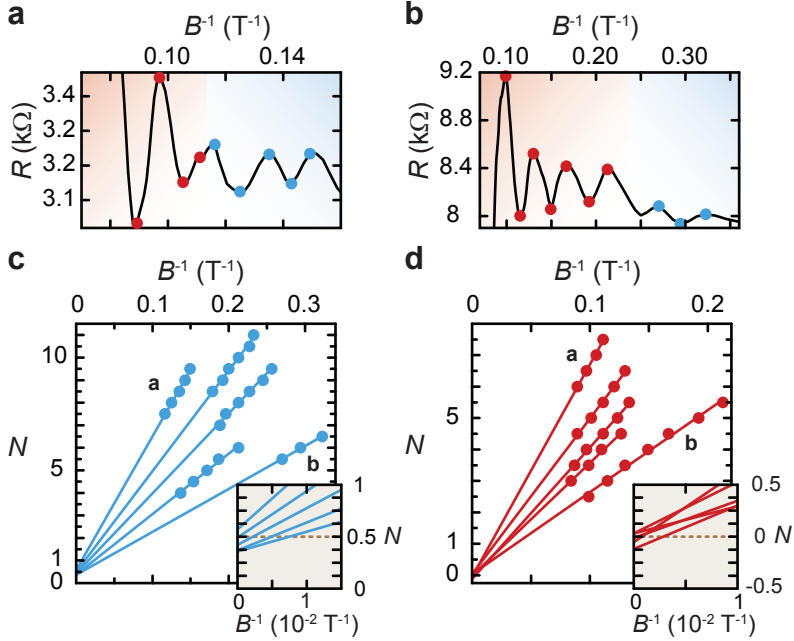 a
B⁻¹ (T⁻¹)
0.10 0.14
R (kΩ)
3.4
3.2
3.1
b
B⁻¹ (T⁻¹)
0.10 0.20 0.30
R (kΩ)
9.2
8.8
8.4
8
c
B⁻¹ (T⁻¹)
0 0.1 0.2 0.3
N
10
5
1
0
a
b
1
0.5 N
0
0 1
B⁻¹ (10⁻² T⁻¹)
d
B⁻¹ (T⁻¹)
0 0.1 0.2
N
5
1
0
a
b
0.5
0 N
-0.5
0 1
B⁻¹ (10⁻² T⁻¹)